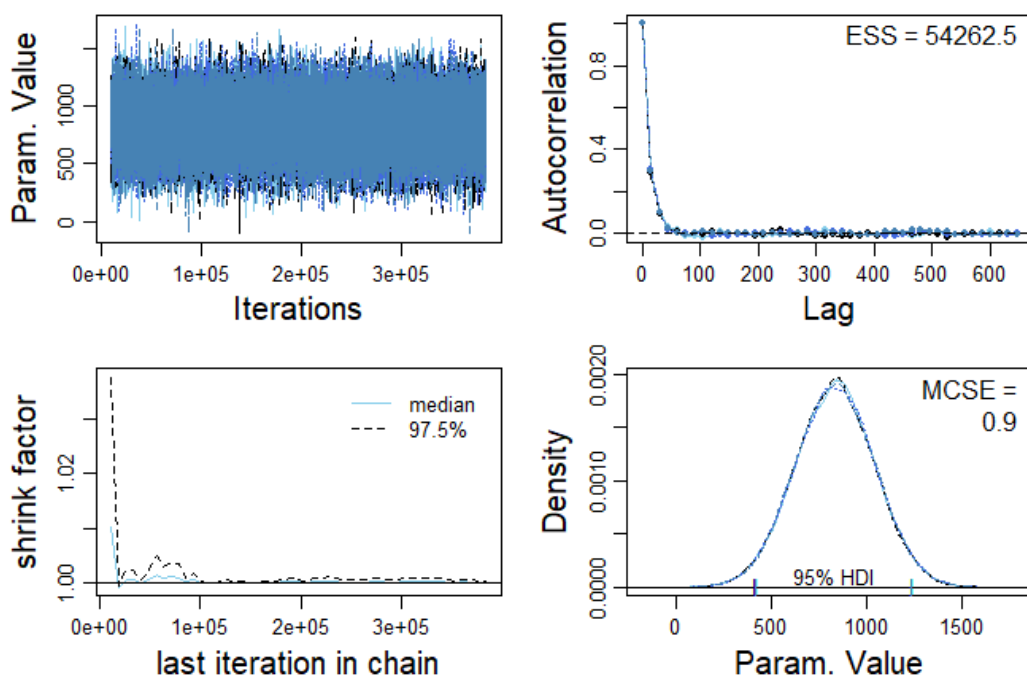 Param. Value
0
500
1000
0e+00
1e+05
2e+05
3e+05
Iterations
ESS = 54262.5
Autocorrelation
0.0
0.4
0.8
0
100
200
300
400
500
600
Lag
shrink factor
1.00
1.02
median
97.5%
0e+00
1e+05
2e+05
3e+05
last iteration in chain
MCSE =
0.9
Density
0.0000
0.0010
0.0020
95% HDI
0
500
1000
1500
Param. Value